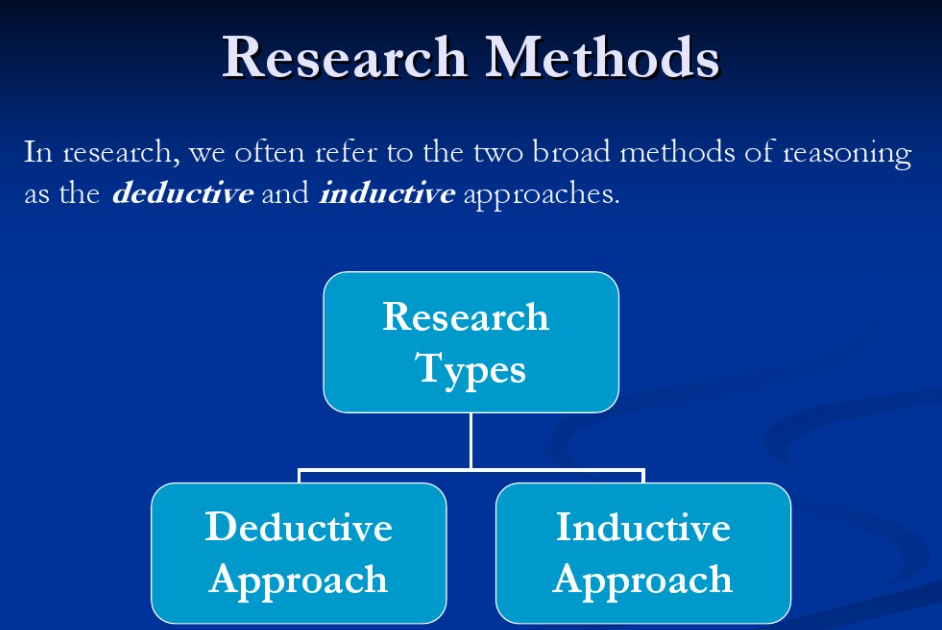 Research Methods
In research, we often refer to the two broad methods of reasoning
as the deductive and inductive approaches.
Research
Types
Deductive
Approach
Inductive
Approach